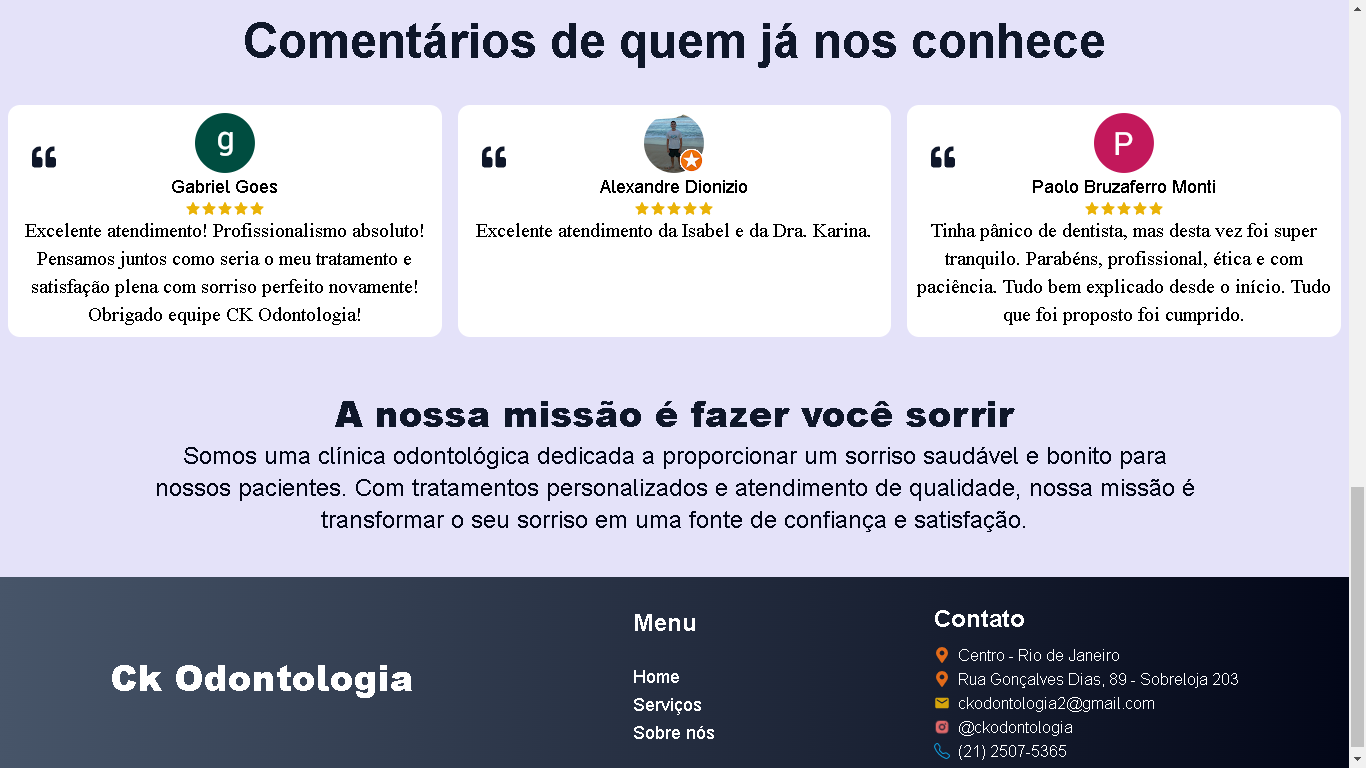 Comentários de quem já nos conhece
g
Gabriel Goes
Excelente atendimento! Profissionalismo absoluto!
Pensamos juntos como seria o meu tratamento e
satisfação plena com sorriso perfeito novamente!
Obrigado equipe CK Odontologia!
Alexandre Dionizio
Excelente atendimento da Isabel e da Dra. Karina.
P
Paolo Bruzaferro Monti
Tinha pânico de dentista, mas desta vez foi super
tranquilo. Parabéns, profissional, ética e com
paciência. Tudo bem explicado desde o início. Tudo
que foi proposto foi cumprido.
A nossa missão é fazer você sorrir
Somos uma clínica odontológica dedicada a proporcionar um sorriso saudável e bonito para
nossos pacientes. Com tratamentos personalizados e atendimento de qualidade, nossa missão é
transformar o seu sorriso em uma fonte de confiança e satisfação.
Ck Odontologia
Menu
Home
Serviços
Sobre nós
Contato
Centro - Rio de Janeiro
Rua Gonçalves Dias, 89 - Sobreloja 203
ckodontologia2@gmail.com
@ckodontologia
(21) 2507-5365